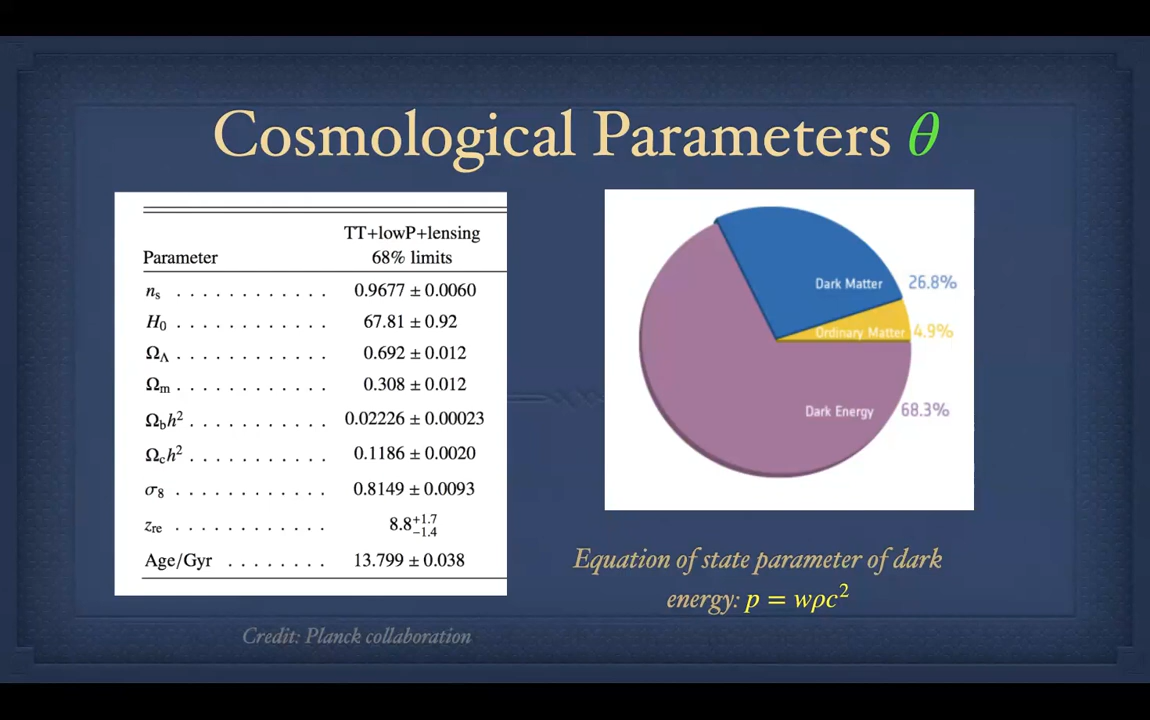 Cosmological Parameters θ
TT+lowP+lensing
Parameter 68% limits
nₛ . . . . . . . . . . . . 0.9677 ± 0.0060
H₀ . . . . . . . . . . . . 67.81 ± 0.92
Ω_Λ . . . . . . . . . . . . 0.692 ± 0.012
Ωₘ . . . . . . . . . . . . 0.308 ± 0.012
Ω_b h² . . . . . . . . . . . 0.02226 ± 0.00023
Ω_c h² . . . . . . . . . . . 0.1186 ± 0.0020
σ₈ . . . . . . . . . . . . 0.8149 ± 0.0093
z_re . . . . . . . . . . . . 8.8 +1.7 −1.4
Age/Gyr . . . . . . . . 13.799 ± 0.038
Credit: Planck collaboration
Dark Matter 26.8%
Ordinary Matter 4.9%
Dark Energy 68.3%
Equation of state parameter of dark
energy: p = wρc²